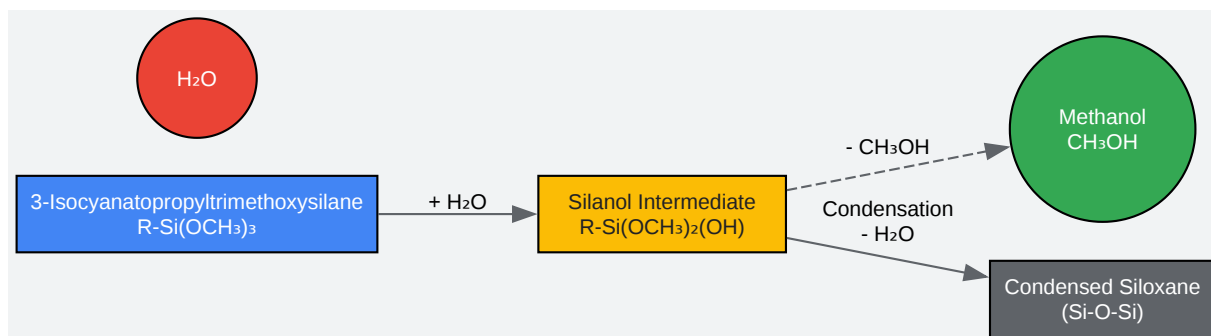 H₂O
3-Isocyanatopropyltrimethoxysilane
R-Si(OCH₃)₃
+ H₂O
Silanol Intermediate
R-Si(OCH₃)₂(OH)
- CH₃OH
Methanol
CH₃OH
Condensation
- H₂O
Condensed Siloxane
(Si-O-Si)